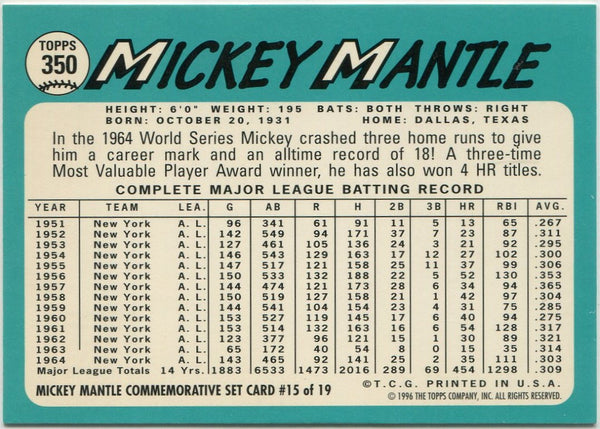 TOPPS
350
MICKEY MANTLE
HEIGHT: 6'0" WEIGHT: 195 BATS: BOTH THROWS: RIGHT
BORN: OCTOBER 20, 1931 HOME: DALLAS, TEXAS
In the 1964 World Series Mickey crashed three home runs to give
him a career mark and an alltime record of 18! A three-time
Most Valuable Player Award winner, he has also won 4 HR titles.
COMPLETE MAJOR LEAGUE BATTING RECORD
YEAR TEAM LEA. G AB R H 2B 3B HR RBI AVG.
1951 New York A.L. 96 341 61 91 11 5 13 65 .267
1952 New York A.L. 142 549 94 171 37 7 23 87 .311
1953 New York A.L. 127 461 105 136 24 3 21 92 .295
1954 New York A.L. 146 543 129 163 17 12 27 102 .300
1955 New York A.L. 147 517 121 158 25 11 37 99 .306
1956 New York A.L. 150 533 132 188 22 5 52 130 .353
1957 New York A.L. 144 474 121 173 28 6 34 94 .365
1958 New York A.L. 150 519 127 158 21 1 42 97 .304
1959 New York A.L. 144 541 104 154 23 4 31 75 .285
1960 New York A.L. 153 527 119 145 17 6 40 94 .275
1961 New York A.L. 153 514 132 163 16 6 54 128 .317
1962 New York A.L. 123 377 96 121 15 1 30 89 .321
1963 New York A.L. 65 172 40 54 8 0 15 35 .314
1964 New York A.L. 143 465 92 141 25 2 35 111 .303
Major League Totals 14 Yrs. 1883 6533 1473 2016 289 69 454 1298 .309
©T.C.G. PRINTED IN U.S.A.
MICKEY MANTLE COMMEMORATIVE SET CARD #15 of 19
© 1996 THE TOPPS COMPANY, INC. ALL RIGHTS RESERVED.